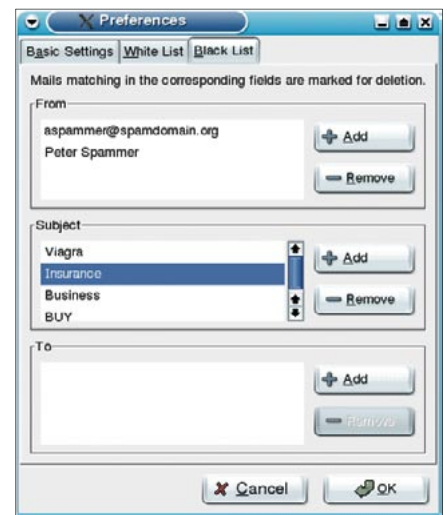 Preferences
Basic Settings White List Black List
Mails matching in the corresponding fields are marked for deletion.
From
aspammer@spamdomain.org
Peter Spammer
Add
Remove
Subject
Viagra
Insurance
Business
BUY
Add
Remove
To
Add
Remove
Cancel OK